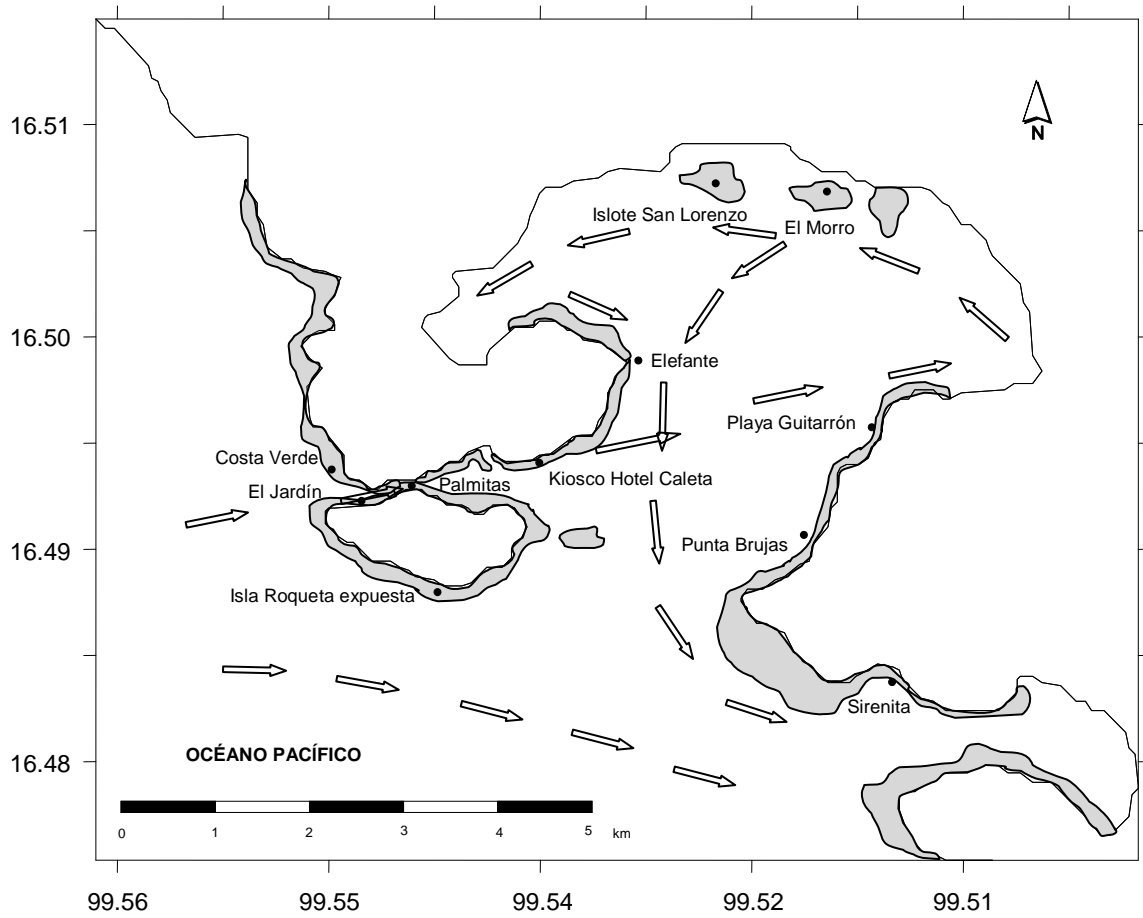 16.51
N
Islote San Lorenzo
El Morro
16.50
Elefante
Playa Guitarrón
Costa Verde
Kiosco Hotel Caleta
El Jardín
Palmitas
16.49
Punta Brujas
Isla Roqueta expuesta
Sirenita
OCÉANO PACÍFICO
16.48
0 1 2 3 4 5 km
99.56 99.55 99.54 99.52 99.51